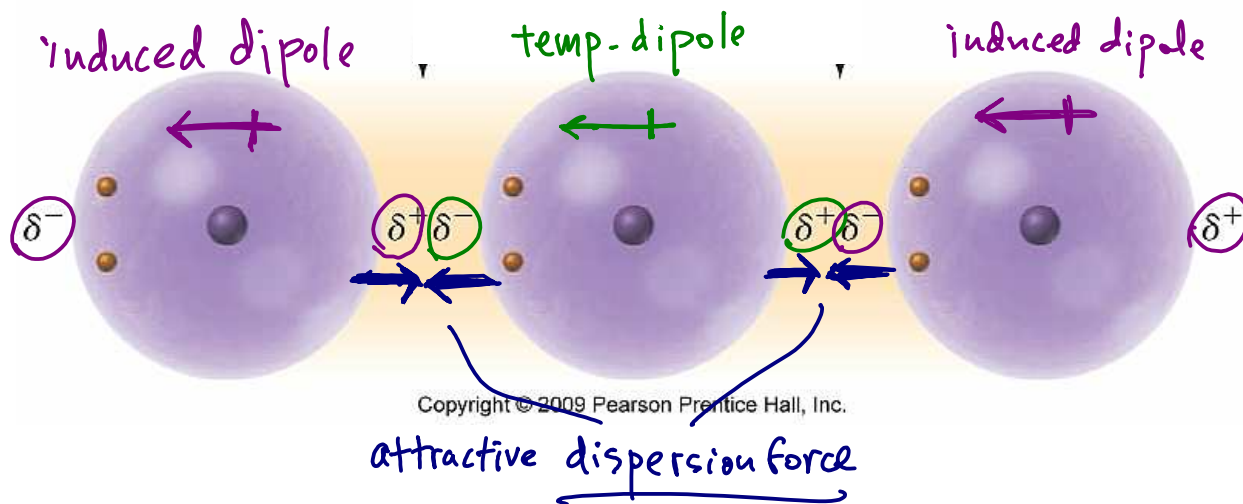 induced dipole temp-dipole induced dipole
δ⁻ δ⁺ δ⁻ δ⁺ δ⁻ δ⁺
Copyright © 2009 Pearson Prentice Hall, Inc.
attractive dispersion force